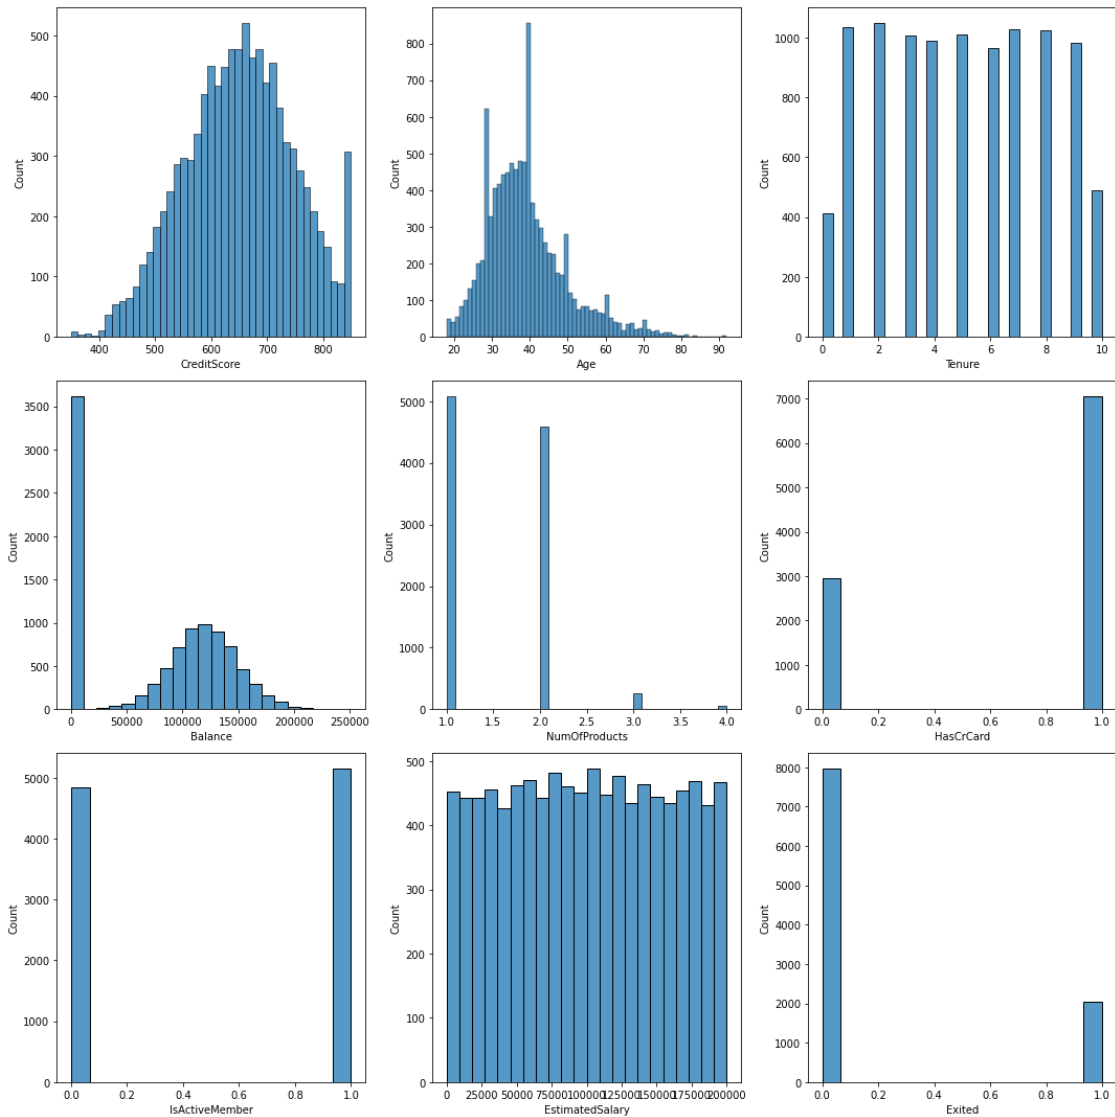 500
400
300
200
100
0
Count
400 500 600 700 800
CreditScore
800
700
600
500
400
300
200
100
0
Count
20 30 40 50 60 70 80 90
Age
1000
800
600
400
200
0
Count
0 2 4 6 8 10
Tenure
3500
3000
2500
2000
1500
1000
500
0
Count
0 50000 100000 150000 200000 250000
Balance
5000
4000
3000
2000
1000
0
Count
1.0 1.5 2.0 2.5 3.0 3.5 4.0
NumOfProducts
7000
6000
5000
4000
3000
2000
1000
0
Count
0.0 0.2 0.4 0.6 0.8 1.0
HasCrCard
5000
4000
3000
2000
1000
0
Count
0.0 0.2 0.4 0.6 0.8 1.0
IsActiveMember
500
400
300
200
100
0
Count
0 25000 50000 75000 100000 125000 150000 175000 200000
EstimatedSalary
8000
7000
6000
5000
4000
3000
2000
1000
0
Count
0.0 0.2 0.4 0.6 0.8 1.0
Exited